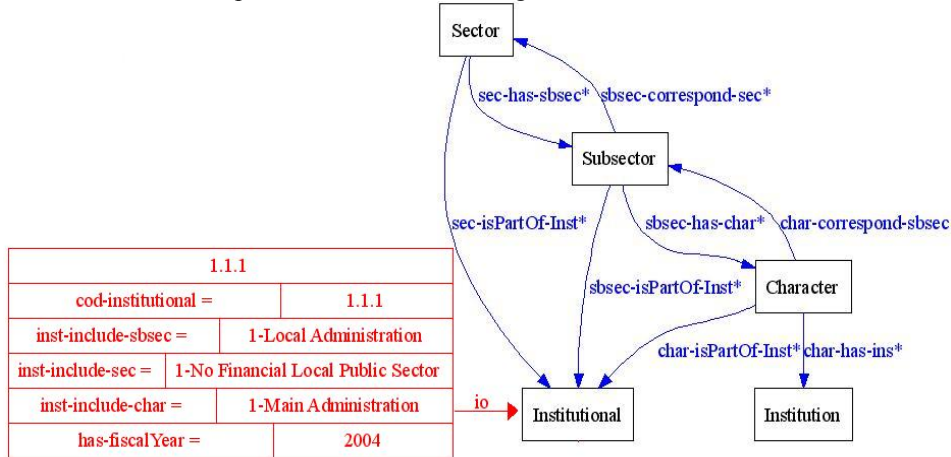 Sector
sec-has-sbsec* sbsec-correspond-sec*
Subsector
sec-isPartOf-Inst* sbsec-has-char* char-correspond-sbsec
1.1.1
cod-institutional = 1.1.1
sbsec-isPartOf-Inst* Character
inst-include-sbsec = 1-Local Administration
inst-include-sec = 1-No Financial Local Public Sector
char-isPartOf-Inst* char-has-ins*
inst-include-char = 1-Main Administration
io Institutional Institution
has-fiscalYear = 2004